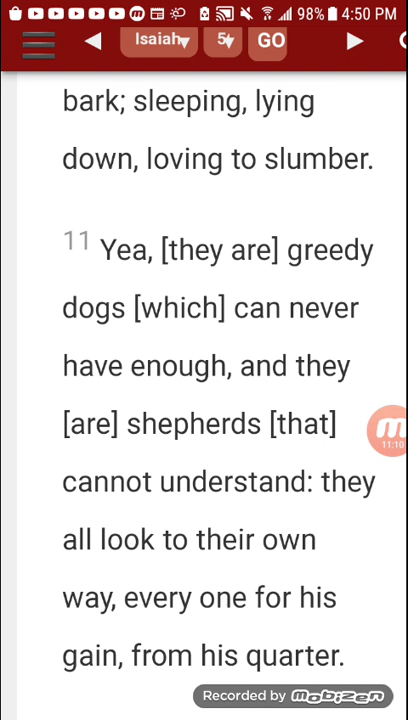 98% 4:50 PM
Isaiah 5 GO
bark; sleeping, lying
down, loving to slumber.
11 Yea, [they are] greedy
dogs [which] can never
have enough, and they
[are] shepherds [that]
cannot understand: they
all look to their own
way, every one for his
gain, from his quarter.
m
11:10
Recorded by mobizen